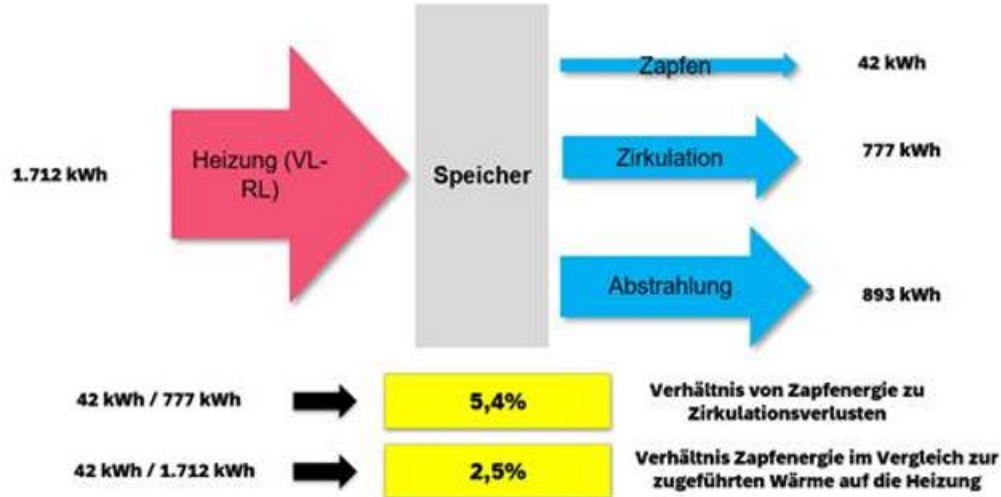 Zapfen
42 kWh
1.712 kWh
Heizung (VL-
RL)
Speicher
Zirkulation
777 kWh
Abstrahlung
893 kWh
42 kWh / 777 kWh
5,4%
Verhältnis von Zapfenergie zu
Zirkulationsverlusten
42 kWh / 1.712 kWh
2,5%
Verhältnis Zapfenergie im Vergleich zur
zugeführten Wärme auf die Heizung